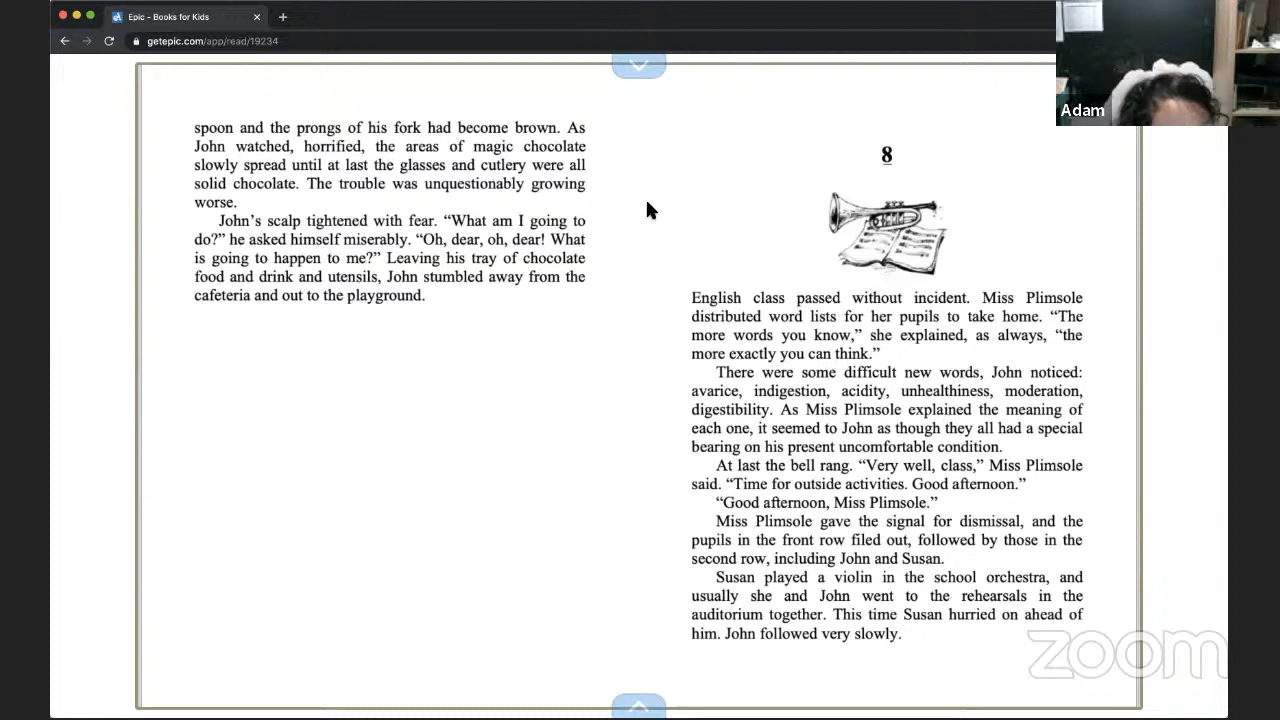 Epic - Books for Kids
getepic.com/app/read/19234
Adam
spoon and the prongs of his fork had become brown. As
John watched, horrified, the areas of magic chocolate
slowly spread until at last the glasses and cutlery were all
solid chocolate. The trouble was unquestionably growing
worse.
John’s scalp tightened with fear. “What am I going to
do?” he asked himself miserably. “Oh, dear, oh, dear! What
is going to happen to me?” Leaving his tray of chocolate
food and drink and utensils, John stumbled away from the
cafeteria and out to the playground.
8
English class passed without incident. Miss Plimsole
distributed word lists for her pupils to take home. “The
more words you know,” she explained, as always, “the
more exactly you can think.”
There were some difficult new words, John noticed:
avarice, indigestion, acidity, unhealthiness, moderation,
digestibility. As Miss Plimsole explained the meaning of
each one, it seemed to John as though they all had a special
bearing on his present uncomfortable condition.
At last the bell rang. “Very well, class,” Miss Plimsole
said. “Time for outside activities. Good afternoon.”
“Good afternoon, Miss Plimsole.”
Miss Plimsole gave the signal for dismissal, and the
pupils in the front row filed out, followed by those in the
second row, including John and Susan.
Susan played a violin in the school orchestra, and
usually she and John went to the rehearsals in the
auditorium together. This time Susan hurried on ahead of
him. John followed very slowly.
zoom